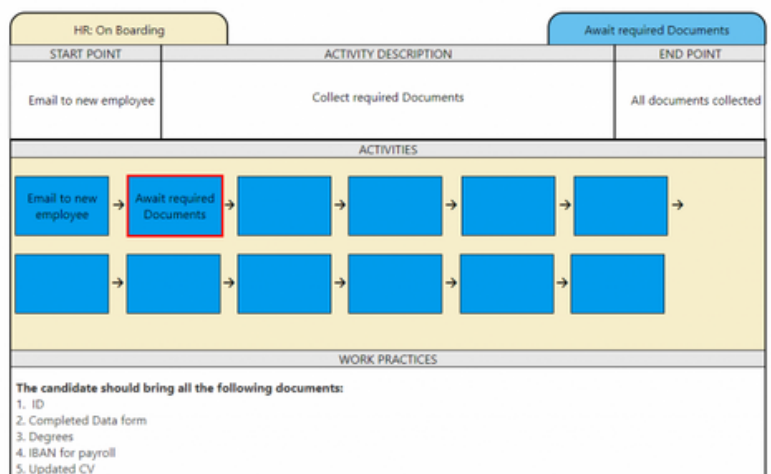 HR: On Boarding
Await required Documents
START POINT
ACTIVITY DESCRIPTION
END POINT
Email to new employee
Collect required Documents
All documents collected
ACTIVITIES
Email to new
employee
Await required
Documents
WORK PRACTICES
The candidate should bring all the following documents:
1. ID
2. Completed Data form
3. Degrees
4. IBAN for payroll
5. Updated CV